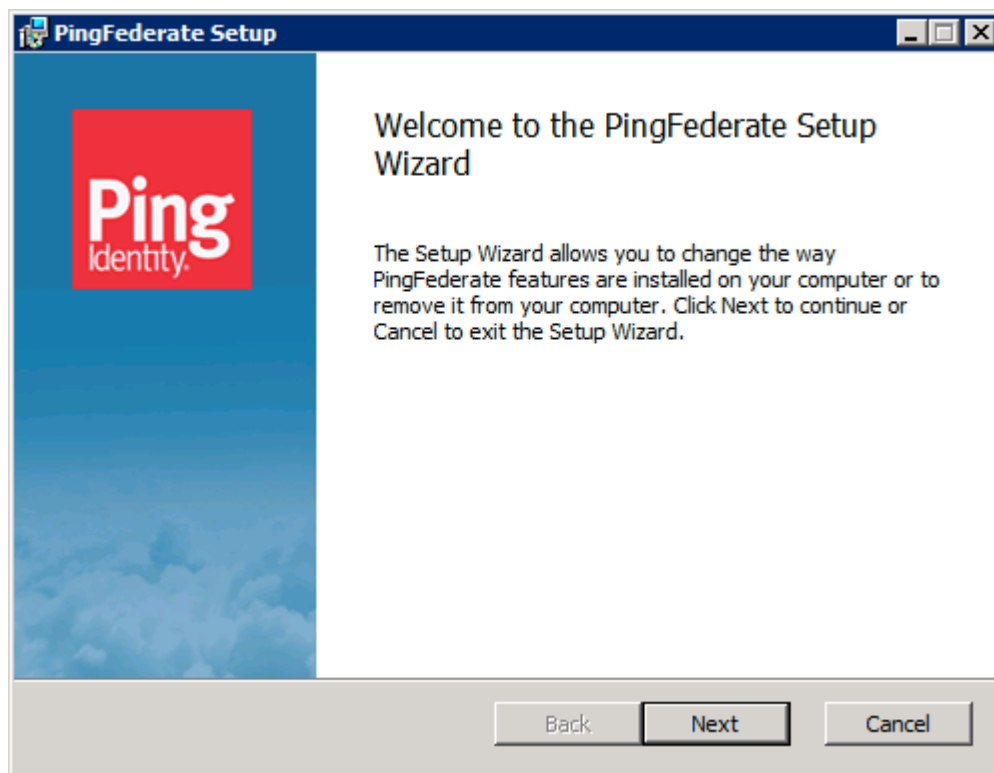 PingFederate Setup
Ping
Identity.
Welcome to the PingFederate Setup
Wizard
The Setup Wizard allows you to change the way
PingFederate features are installed on your computer or to
remove it from your computer. Click Next to continue or
Cancel to exit the Setup Wizard.
Back Next Cancel